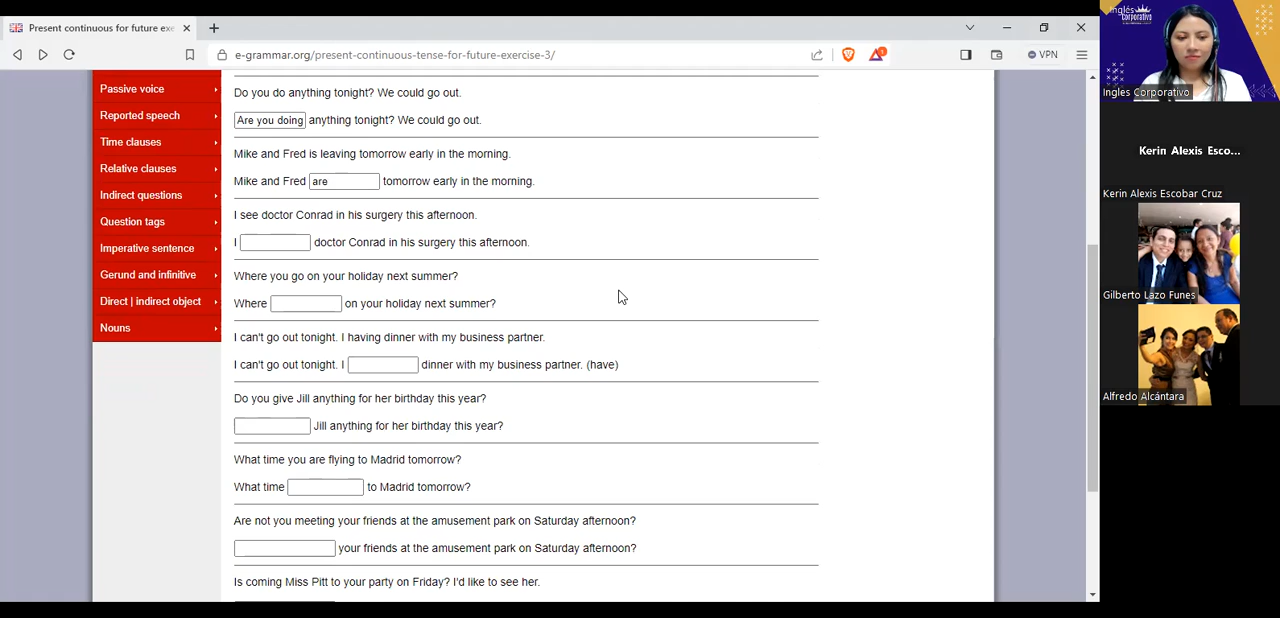 Present continuous for future exe
e-grammar.org/present-continuous-tense-for-future-exercise-3/
1
VPN
Passive voice
Reported speech
Time clauses
Relative clauses
Indirect questions
Question tags
Imperative sentence
Gerund and infinitive
Direct | indirect object
Nouns
Do you do anything tonight? We could go out.
Are you doing anything tonight? We could go out.
Mike and Fred is leaving tomorrow early in the morning.
Mike and Fred are tomorrow early in the morning.
I see doctor Conrad in his surgery this afternoon.
I doctor Conrad in his surgery this afternoon.
Where you go on your holiday next summer?
Where on your holiday next summer?
I can't go out tonight. I having dinner with my business partner.
I can't go out tonight. I dinner with my business partner. (have)
Do you give Jill anything for her birthday this year?
Jill anything for her birthday this year?
What time you are flying to Madrid tomorrow?
What time to Madrid tomorrow?
Are not you meeting your friends at the amusement park on Saturday afternoon?
your friends at the amusement park on Saturday afternoon?
Is coming Miss Pitt to your party on Friday? I'd like to see her.
Inglés
Corporativo
Ingles Corporativo
Kerin Alexis Esco...
Kerin Alexis Escobar Cruz
Gilberto Lazo Funes
Alfredo Alcántara